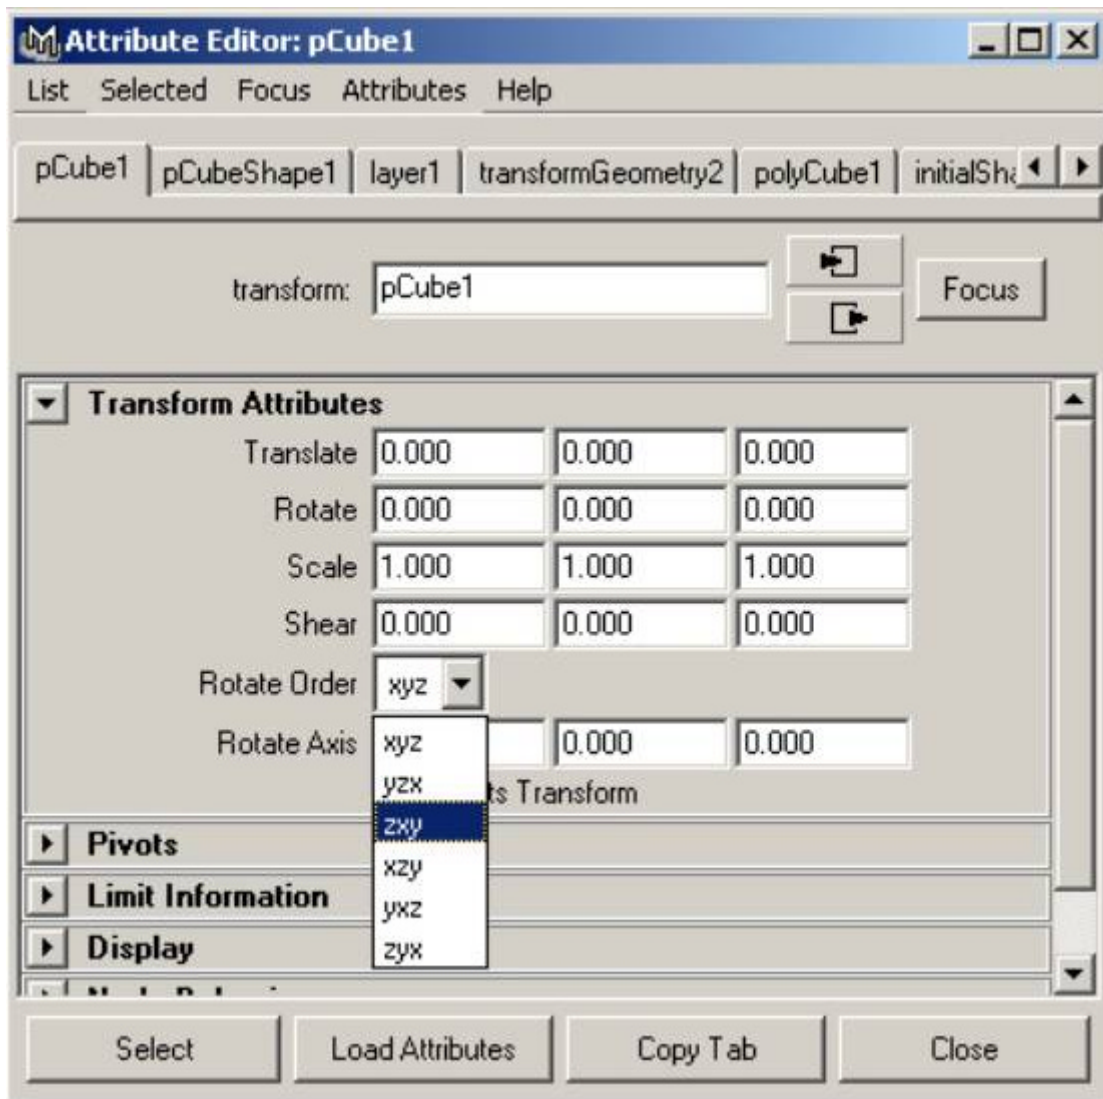 Attribute Editor: pCube1
List Selected Focus Attributes Help
pCube1 pCubeShape1 layer1 transformGeometry2 polyCube1 initialSha
transform: pCube1 Focus
Transform Attributes
Translate 0.000 0.000 0.000
Rotate 0.000 0.000 0.000
Scale 1.000 1.000 1.000
Shear 0.000 0.000 0.000
Rotate Order xyz
Rotate Axis 0.000 0.000
xyz
yzx
zxy
xzy
yxz
zyx
ts Transform
Pivots
Limit Information
Display
Select Load Attributes Copy Tab Close